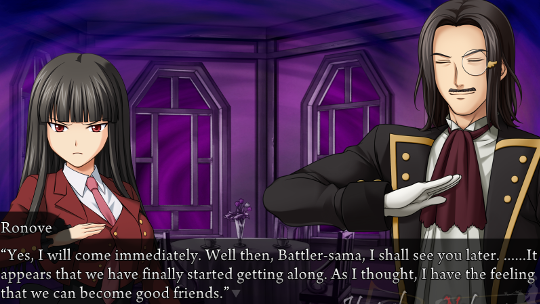 Ronove
“Yes, I will come immediately. Well then, Battler-sama, I shall see you later. ......It
appears that we have finally started getting along. As I thought, I have the feeling
that we can become good friends.”